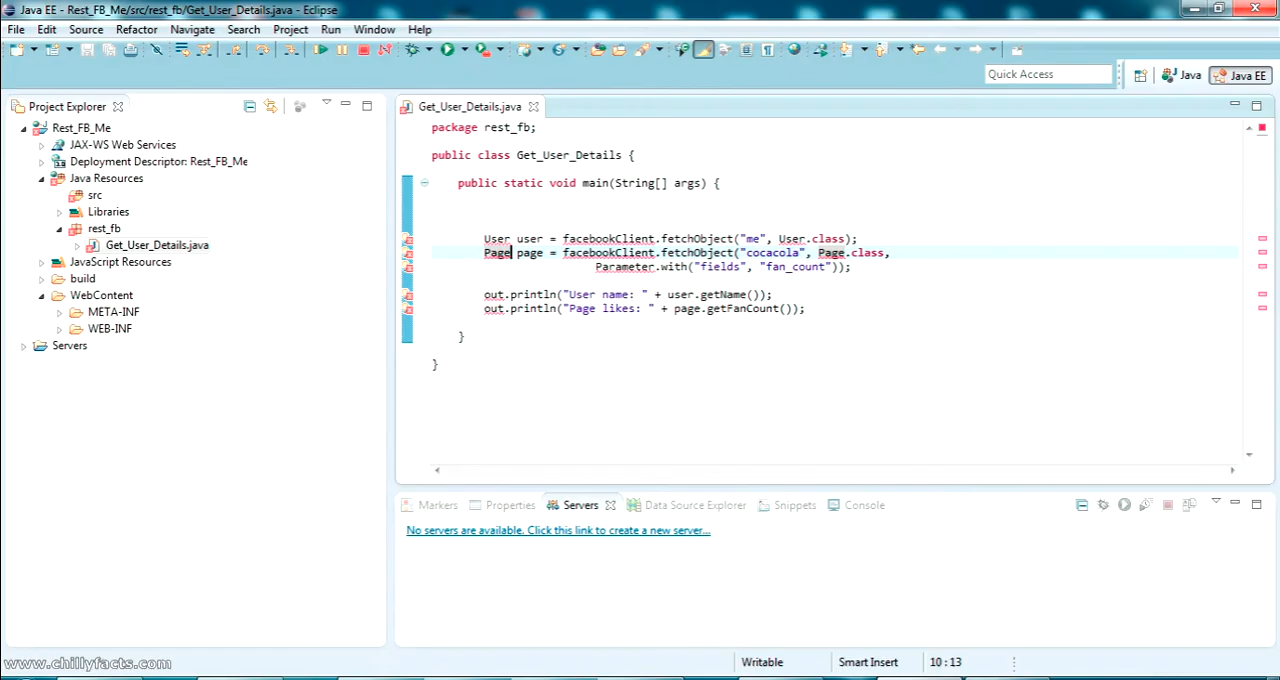 Java EE - Rest_FB_Me/src/rest_fb/Get_User_Details.java - Eclipse
File Edit Source Refactor Navigate Search Project Run Window Help
Quick Access
Java
Java EE
Project Explorer
Rest_FB_Me
JAX-WS Web Services
Deployment Descriptor: Rest_FB_Me
Java Resources
src
Libraries
rest_fb
Get_User_Details.java
JavaScript Resources
build
WebContent
META-INF
WEB-INF
Servers
Get_User_Details.java
package rest_fb;
public class Get_User_Details {
public static void main(String[] args) {
User user = facebookClient.fetchObject("me", User.class);
Page page = facebookClient.fetchObject("cocacola", Page.class,
Parameter.with("fields", "fan_count"));
out.println("User name: " + user.getName());
out.println("Page likes: " + page.getFanCount());
}
}
Markers Properties Servers Data Source Explorer Snippets Console
No servers are available. Click this link to create a new server...
www.chillyfacts.com
Writable Smart Insert 10 : 13